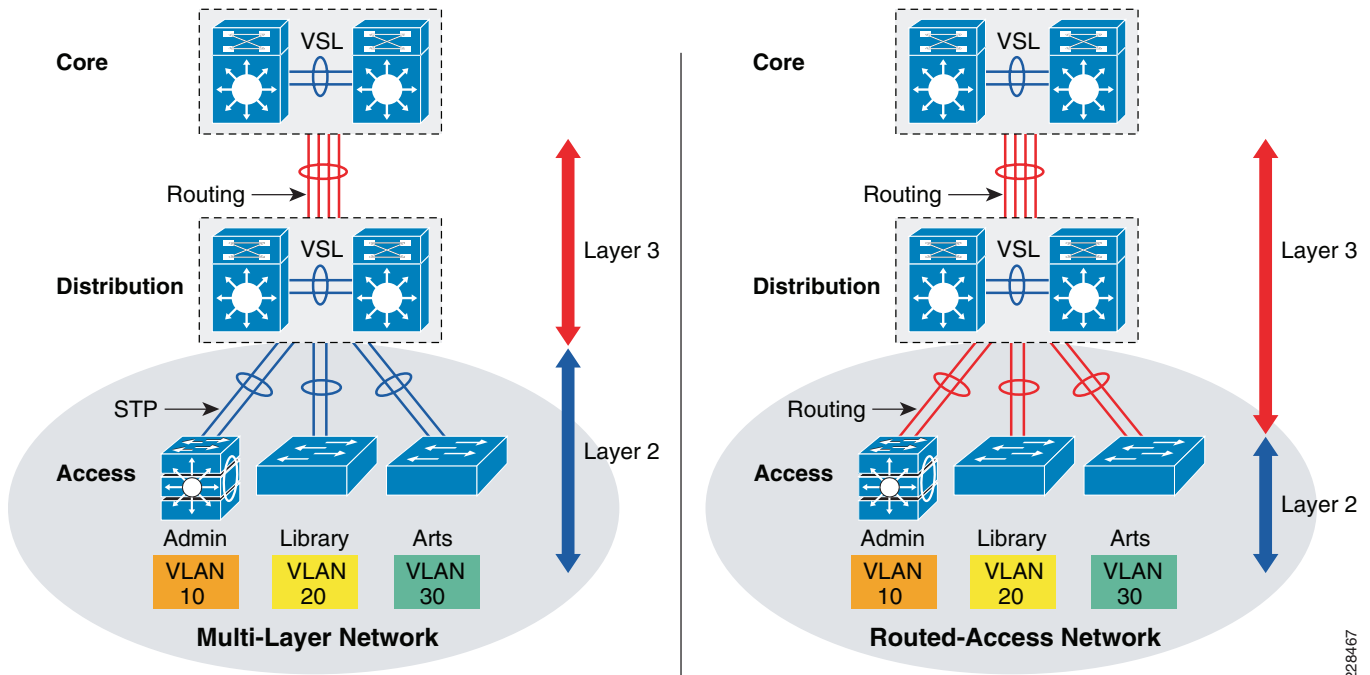 Core
VSL
Routing
Distribution
VSL
Layer 3
STP
Access
Layer 2
Admin
Library
Arts
VLAN
10
VLAN
20
VLAN
30
Multi-Layer Network
Core
VSL
Routing
Distribution
VSL
Layer 3
Routing
Access
Layer 2
Admin
Library
Arts
VLAN
10
VLAN
20
VLAN
30
Routed-Access Network
228467